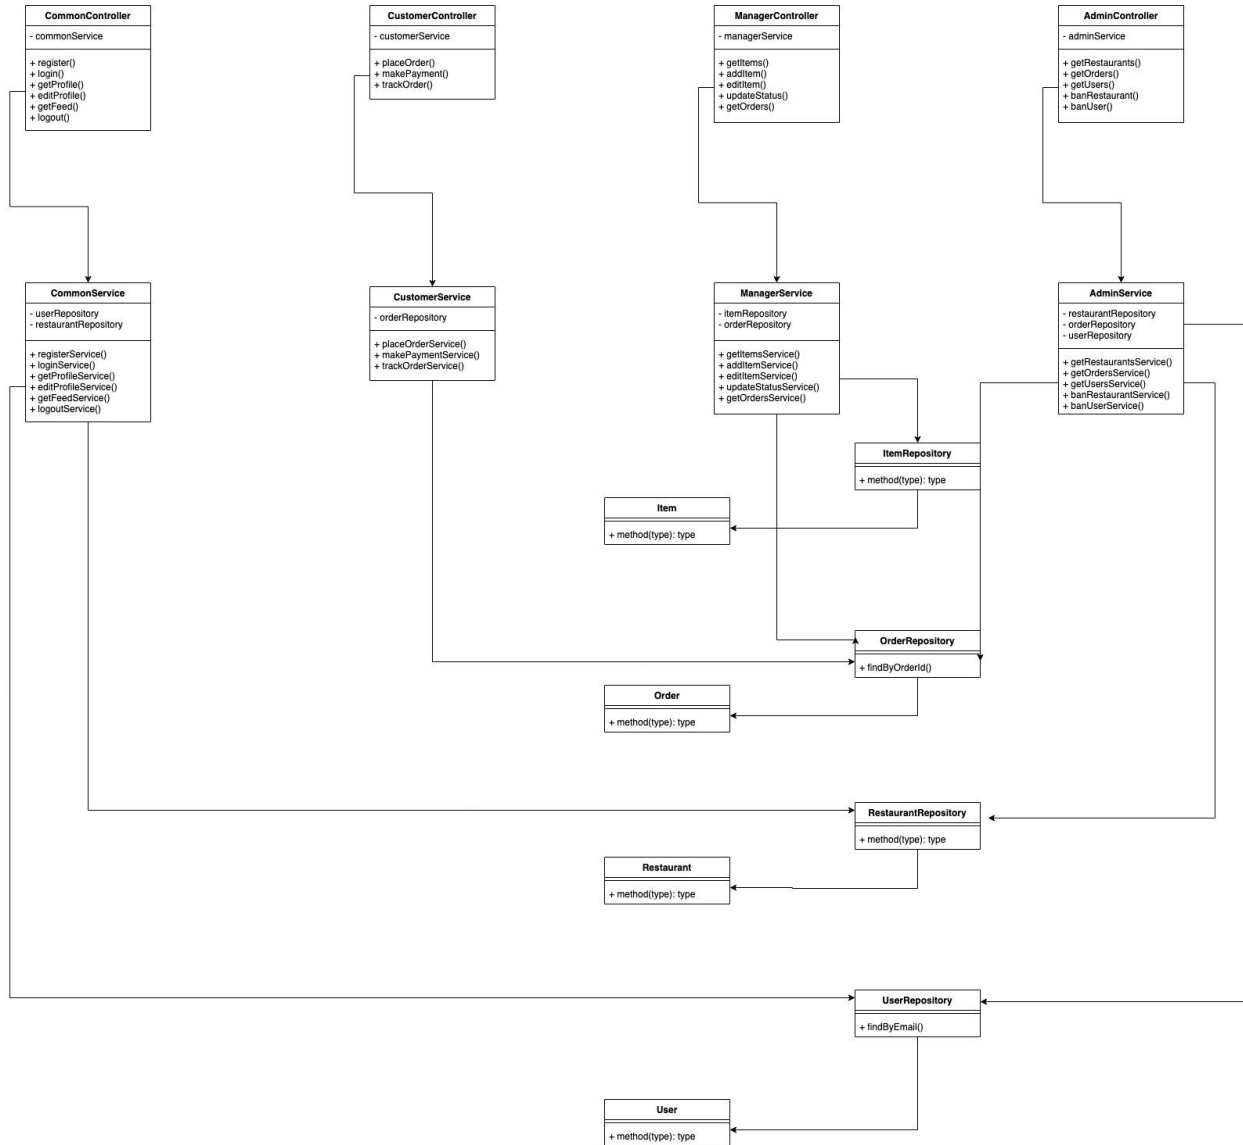 CommonController
- commonService
+ register()
+ login()
+ getProfile()
+ editProfile()
+ getFeed()
+ logout()
CustomerController
- customerService
+ placeOrder()
+ makePayment()
+ trackOrder()
ManagerController
- managerService
+ getItems()
+ addItem()
+ editItem()
+ updateStatus()
+ getOrders()
AdminController
- adminService
+ getRestaurants()
+ getOrders()
+ getUsers()
+ banRestaurant()
+ banUser()
CommonService
- userRepository
- restaurantRepository
+ registerService()
+ loginService()
+ getProfileService()
+ editProfileService()
+ getFeedService()
+ logoutService()
CustomerService
- orderRepository
+ placeOrderService()
+ makePaymentService()
+ trackOrderService()
ManagerService
- itemRepository
- orderRepository
+ getItemsService()
+ addItemService()
+ editItemService()
+ updateStatusService()
+ getOrdersService()
AdminService
- restaurantRepository
- orderRepository
- userRepository
+ getRestaurantsService()
+ getOrdersService()
+ getUsersService()
+ banRestaurantService()
+ banUserService()
ItemRepository
+ method(type): type
Item
+ method(type): type
OrderRepository
+ findByOrderId()
Order
+ method(type): type
RestaurantRepository
+ method(type): type
Restaurant
+ method(type): type
UserRepository
+ findByEmail()
User
+ method(type): type